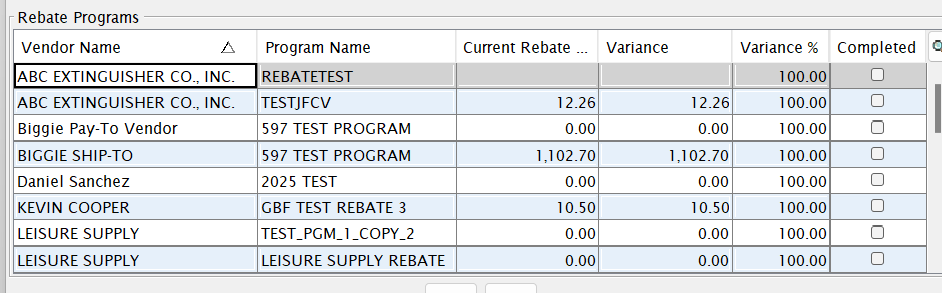 Rebate Programs
Vendor Name Program Name Current Rebate ... Variance Variance % Completed
ABC EXTINGUISHER CO., INC. REBATETEST 100.00
ABC EXTINGUISHER CO., INC. TESTJFCV 12.26 12.26 100.00
Biggie Pay-To Vendor 597 TEST PROGRAM 0.00 0.00 100.00
BIGGIE SHIP-TO 597 TEST PROGRAM 1,102.70 1,102.70 100.00
Daniel Sanchez 2025 TEST 0.00 0.00 100.00
KEVIN COOPER GBF TEST REBATE 3 10.50 10.50 100.00
LEISURE SUPPLY TEST_PGM_1_COPY_2 0.00 0.00 100.00
LEISURE SUPPLY LEISURE SUPPLY REBATE 0.00 0.00 100.00